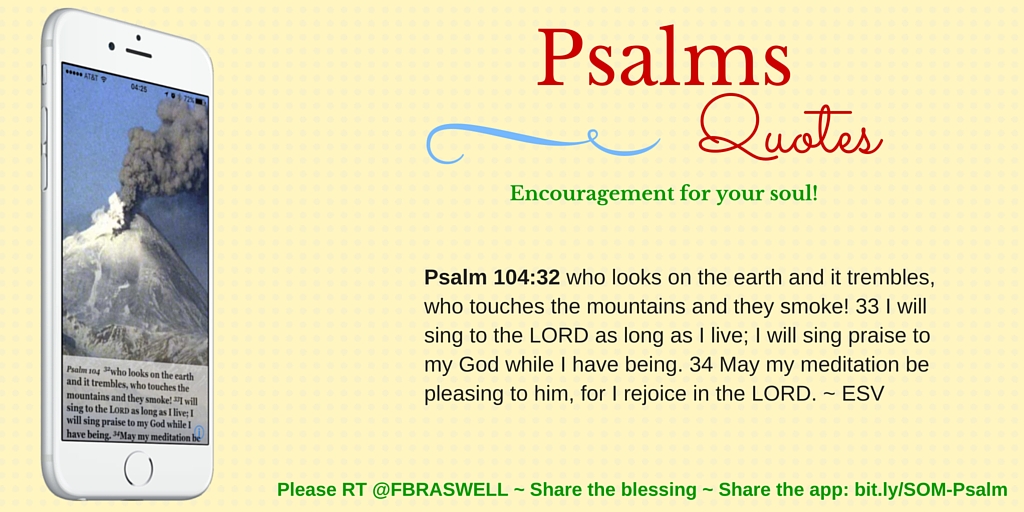 AT&T
04:25
72%
Psalm 104 32who looks on the earth
and it trembles, who touches the
mountains and they smoke! 33I will
sing to the LORD as long as I live; I
will sing praise to my God while I
have being. 34May my meditation be
Psalms
Quotes
Encouragement for your soul!
Psalm 104:32 who looks on the earth and it trembles,
who touches the mountains and they smoke! 33 I will
sing to the LORD as long as I live; I will sing praise to
my God while I have being. 34 May my meditation be
pleasing to him, for I rejoice in the LORD. ~ ESV
Please RT @FBRASWELL ~ Share the blessing ~ Share the app: bit.ly/SOM-Psalm